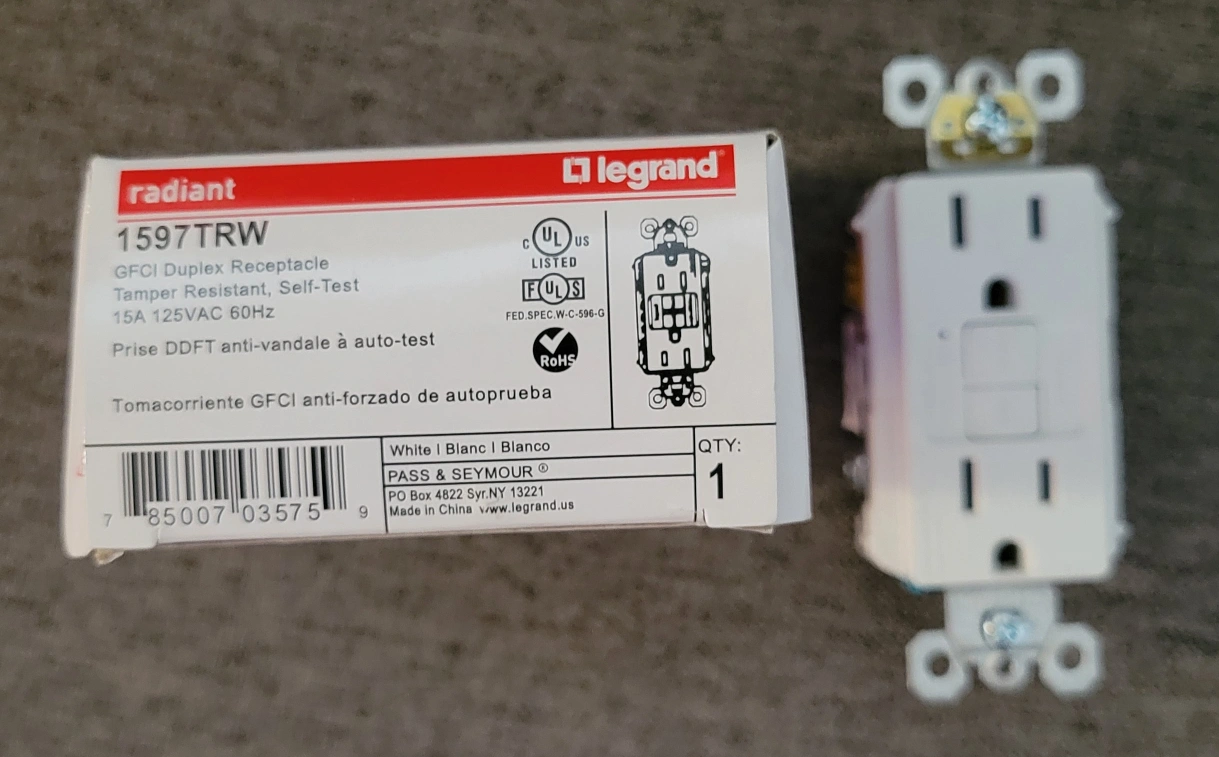 radiant
legrand®
1597TRW
GFCI Duplex Receptacle
Tamper Resistant, Self-Test
15A 125VAC 60Hz
Prise DDFT anti-vandale à auto-test
Tomacorriente GFCI anti-forzado de autoprueba
C UL US
LISTED
F UL S
FED.SPEC.W-C-596-G
RoHS
7 85007 03575 9
White | Blanc | Blanco
PASS & SEYMOUR ®
PO Box 4822 Syr.NY 13221
Made in China www.legrand.us
QTY:
1